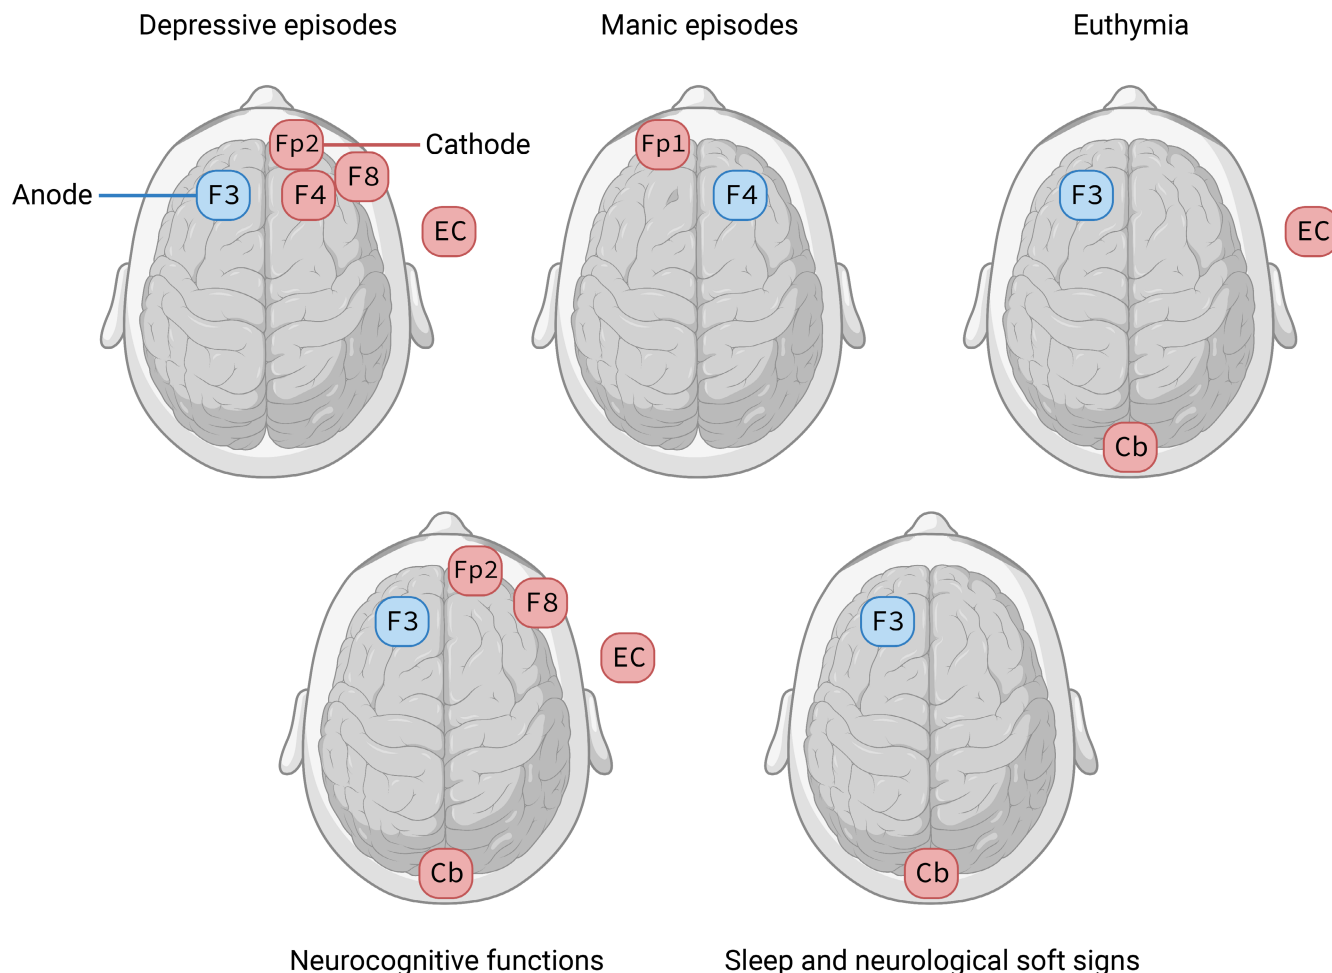 Depressive episodes
Manic episodes
Euthymia
Fp2
Cathode
Fp1
F8
Anode
F3
F4
F4
F3
EC
EC
Cb
Fp2
F8
F3
F3
EC
Cb
Cb
Neurocognitive functions
Sleep and neurological soft signs